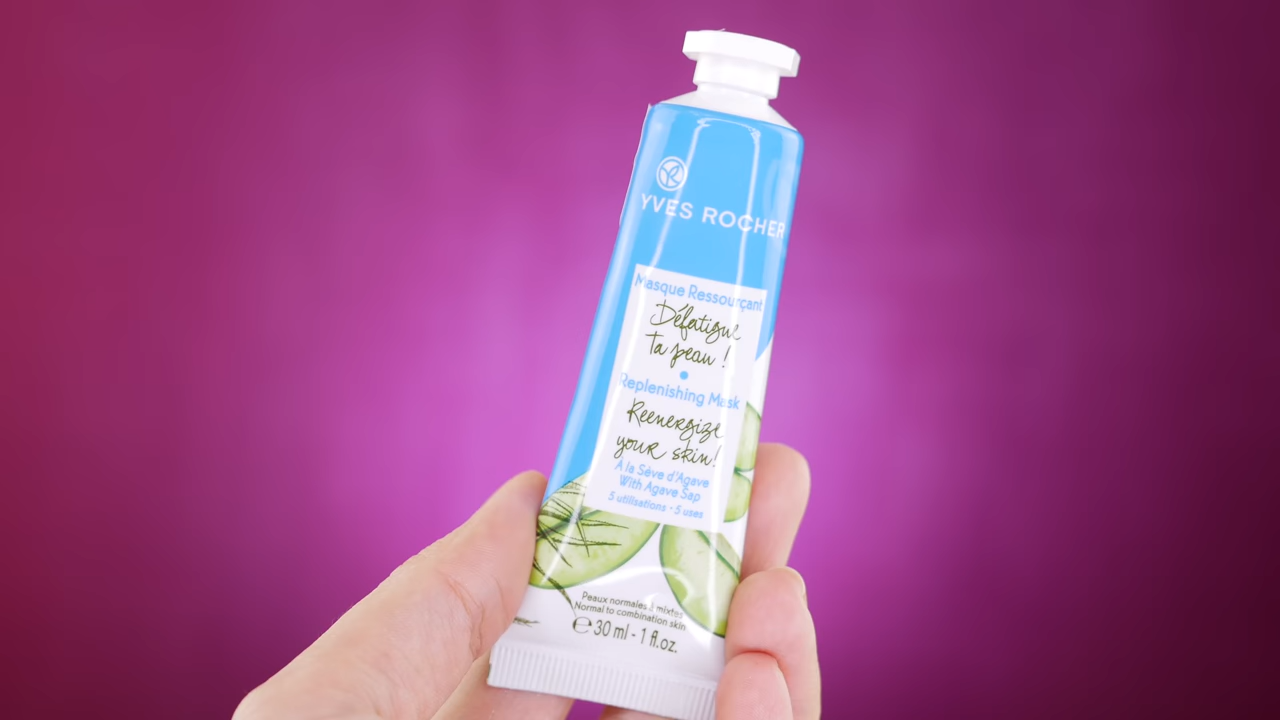 YVES ROCHER
Masque Ressourçant
Défatigue
ta peau !
Replenishing Mask
Reenergize
your skin!
À la Sève d'Agave
With Agave Sap
5 utilisations • 5 uses
Peaux normales à mixtes
Normal to combination skin
℮ 30 ml - 1 fl.oz.